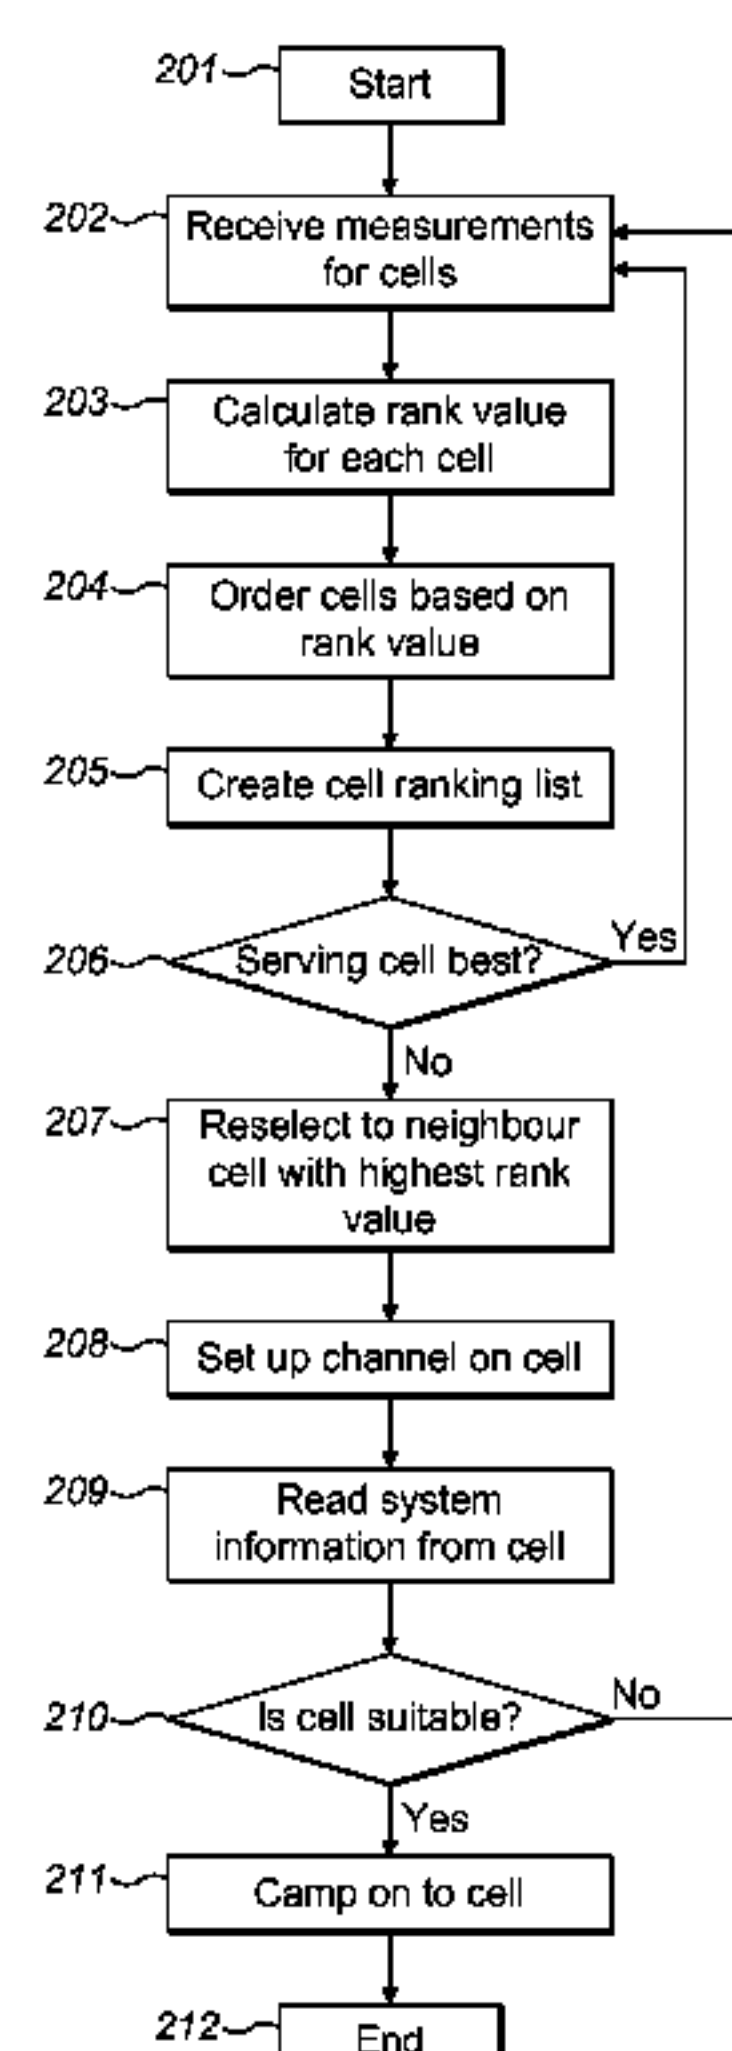 201
Start
202
Receive measurements
for cells
203
Calculate rank value
for each cell
204
Order cells based on
rank value
205
Create cell ranking list
206
Serving cell best?
Yes
No
207
Reselect to neighbour
cell with highest rank
value
208
Set up channel on cell
209
Read system
information from cell
210
Is cell suitable?
No
Yes
211
Camp on to cell
212
End